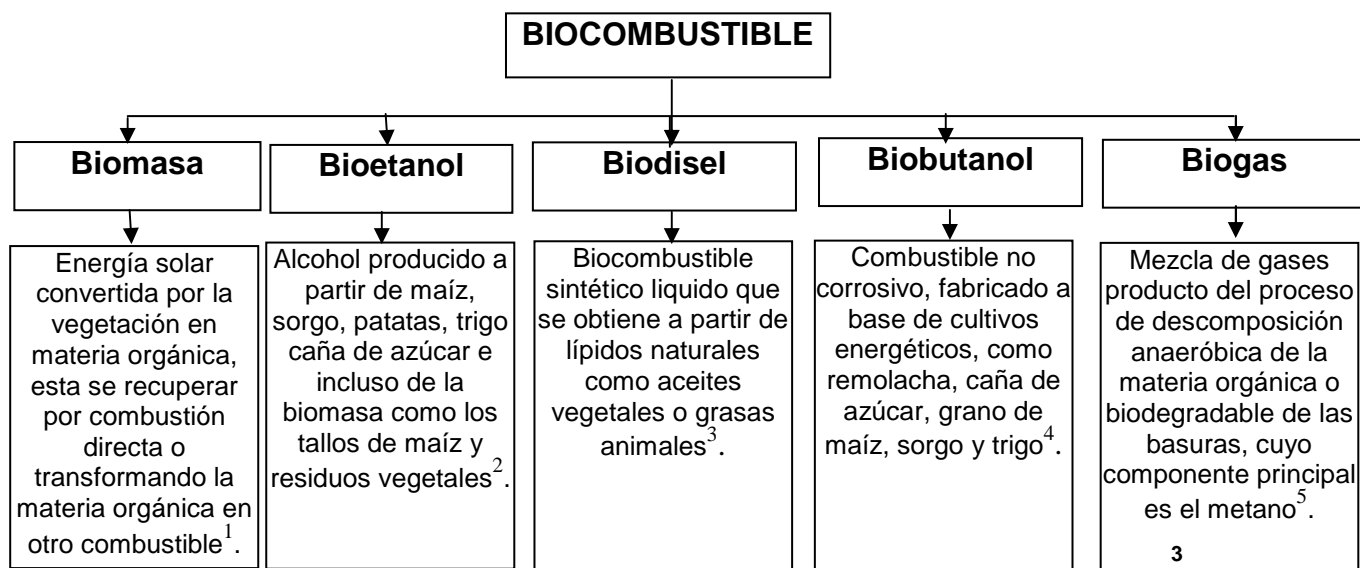 BIOCOMBUSTIBLE
Biomasa
Bioetanol
Biodisel
Biobutanol
Biogas
Energía solar
convertida por la
vegetación en
materia orgánica,
esta se recuperar
por combustión
directa o
transformando la
materia orgánica en
otro combustible1.
Alcohol producido a
partir de maíz,
sorgo, patatas, trigo
caña de azúcar e
incluso de la
biomasa como los
tallos de maíz y
residuos vegetales2.
Biocombustible
sintético liquido que
se obtiene a partir de
lípidos naturales
como aceites
vegetales o grasas
animales3.
Combustible no
corrosivo, fabricado a
base de cultivos
energéticos, como
remolacha, caña de
azúcar, grano de
maíz, sorgo y trigo4.
Mezcla de gases
producto del proceso
de descomposición
anaeróbica de la
materia orgánica o
biodegradable de las
basuras, cuyo
componente principal
es el metano5.
3